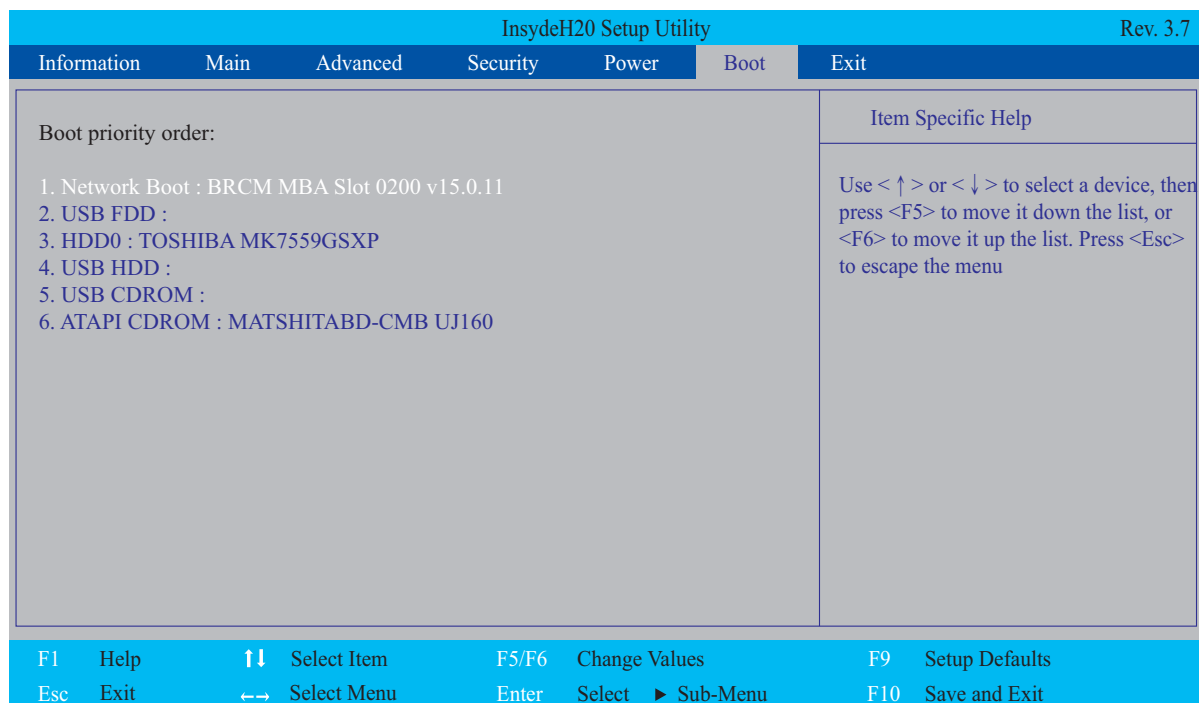 InsydeH20 Setup Utility Rev. 3.7
Information Main Advanced Security Power Boot Exit
Boot priority order:
1. Network Boot : BRCM MBA Slot 0200 v15.0.11
2. USB FDD :
3. HDD0 : TOSHIBA MK7559GSXP
4. USB HDD :
5. USB CDROM :
6. ATAPI CDROM : MATSHITABD-CMB UJ160
Item Specific Help
Use < ↑ > or < ↓ > to select a device, then
press <F5> to move it down the list, or
<F6> to move it up the list. Press <Esc>
to escape the menu
F1 Help ↑↓ Select Item F5/F6 Change Values F9 Setup Defaults
Esc Exit ←→ Select Menu Enter Select ► Sub-Menu F10 Save and Exit